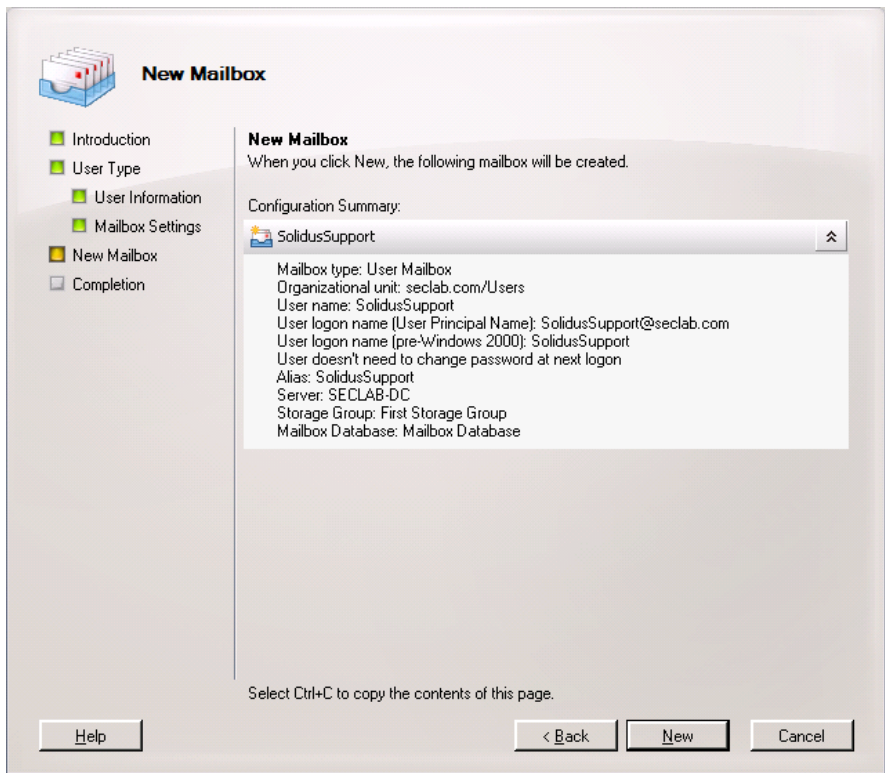 New Mailbox
Introduction
User Type
User Information
Mailbox Settings
New Mailbox
Completion
New Mailbox
When you click New, the following mailbox will be created.
Configuration Summary:
SolidusSupport
Mailbox type: User Mailbox
Organizational unit: seclab.com/Users
User name: SolidusSupport
User logon name (User Principal Name): SolidusSupport@seclab.com
User logon name (pre-Windows 2000): SolidusSupport
User doesn't need to change password at next logon
Alias: SolidusSupport
Server: SECLAB-DC
Storage Group: First Storage Group
Mailbox Database: Mailbox Database
Select Ctrl+C to copy the contents of this page.
Help
< Back
New
Cancel